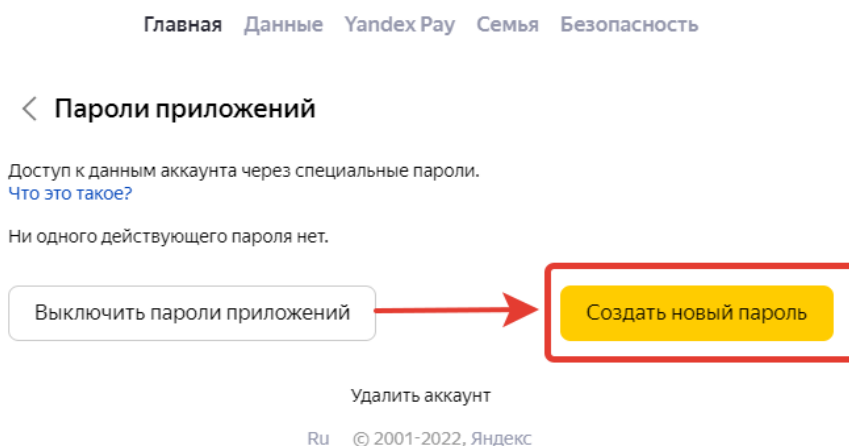 Главная Данные Yandex Pay Семья Безопасность
Пароли приложений
Доступ к данным аккаунта через специальные пароли.
Что это такое?
Ни одного действующего пароля нет.
Выключить пароли приложений Создать новый пароль
Удалить аккаунт
Ru © 2001-2022, Яндекс